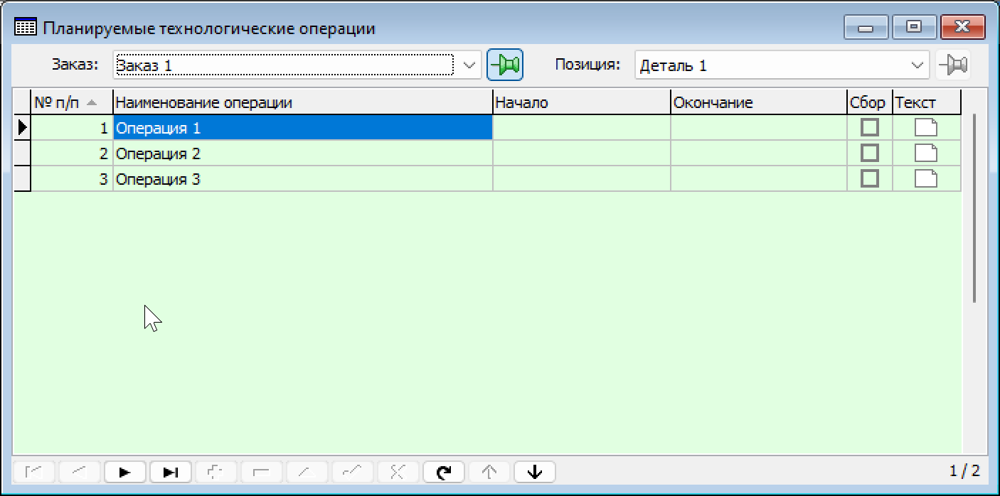 Планируемые технологические операции
Заказ: Заказ 1 Позиция: Деталь 1
№ п/п Наименование операции Начало Окончание Сбор Текст
1 Операция 1
2 Операция 2
3 Операция 3
1 / 2